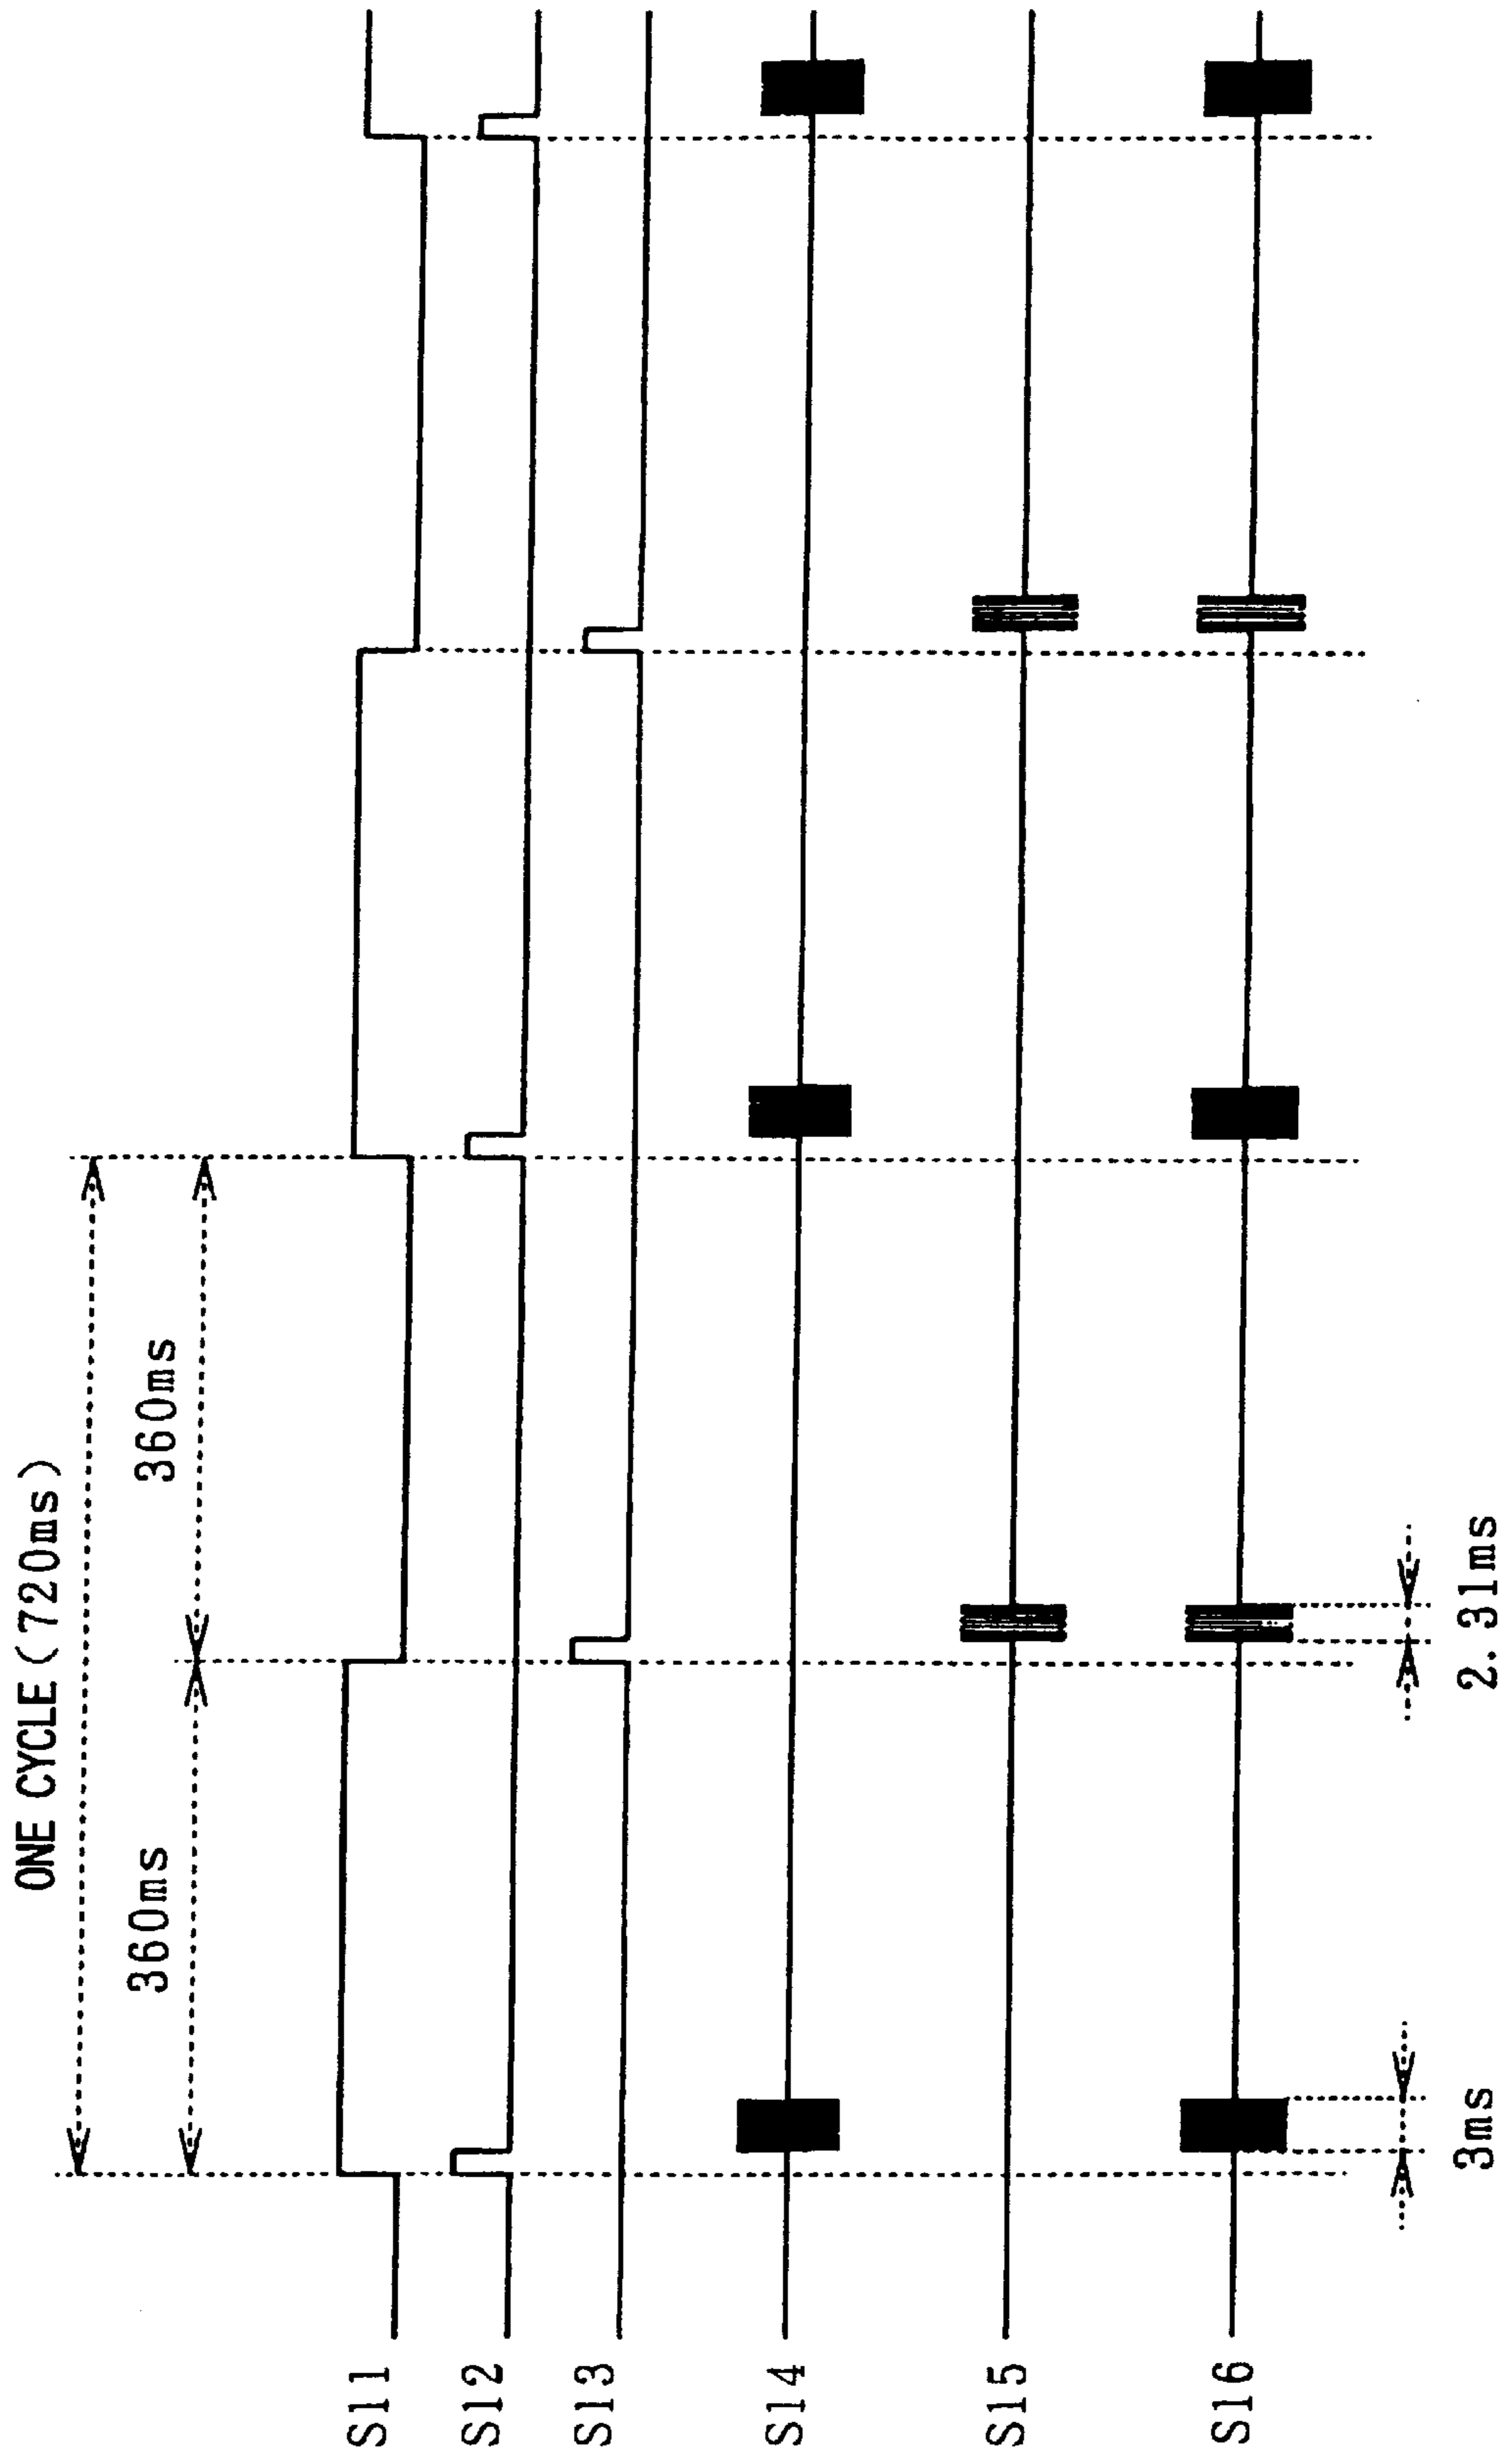 ONE CYCLE (720ms)
360ms
360ms
S11
S12
S13
S14
S15
S16
3ms
2.31ms